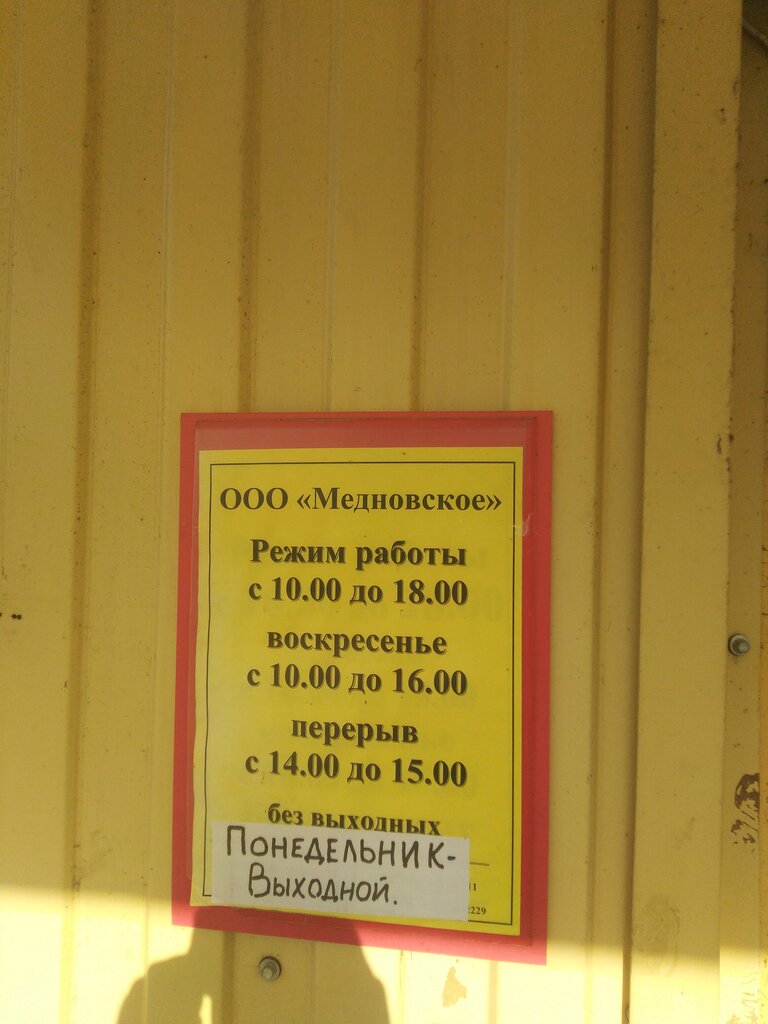 ООО «Медновское»
Режим работы
с 10.00 до 18.00
воскресенье
с 10.00 до 16.00
перерыв
с 14.00 до 15.00
без выходных
ПОНЕДЕЛЬНИК-
ВЫХОДНОЙ.